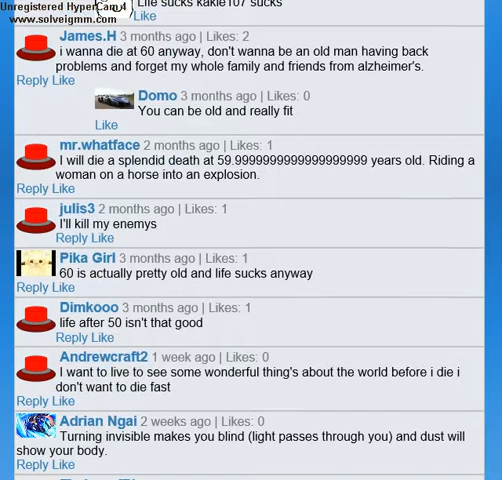 Unregistered HyperCam 4
www.solveigmm.com
Life sucks kakie107 sucks
Like
James.H 3 months ago | Likes: 2
i wanna die at 60 anyway, don't wanna be an old man having back
problems and forget my whole family and friends from alzheimer's.
Reply Like
Domo 3 months ago | Likes: 0
You can be old and really fit
Like
mr.whatface 2 months ago | Likes: 1
I will die a splendid death at 59.9999999999999999999 years old. Riding a
woman on a horse into an explosion.
Reply Like
julis3 2 months ago | Likes: 1
I'll kill my enemys
Reply Like
Pika Girl 3 months ago | Likes: 1
60 is actually pretty old and life sucks anyway
Reply Like
Dimkooo 3 months ago | Likes: 1
life after 50 isn't that good
Reply Like
Andrewcraft2 1 week ago | Likes: 0
I want to live to see some wonderful thing's about the world before i die i
don't want to die fast
Reply Like
Adrian Ngai 2 weeks ago | Likes: 0
Turning invisible makes you blind (light passes through you) and dust will
show your body.
Reply Like